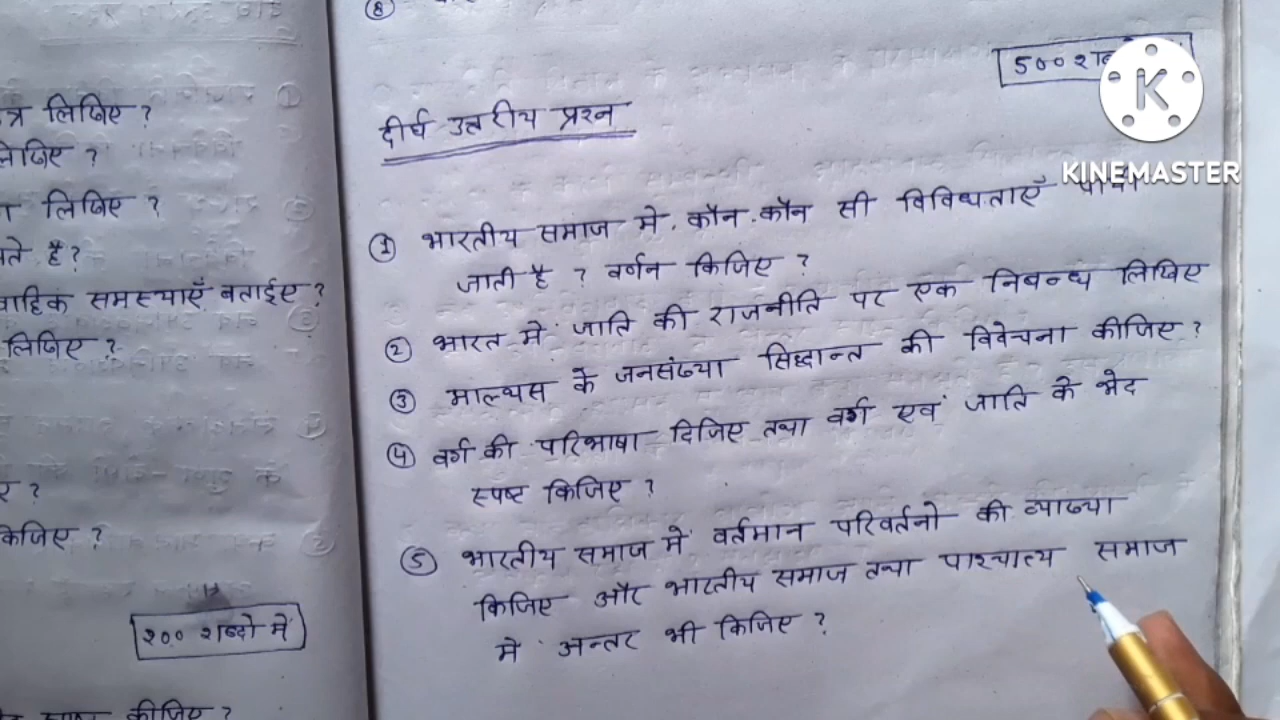 त्र लिखिए ?
लिखिए ?
लिखिए ?
है?
समस्याएँ बताईए ?
लिखिए ?
किजिए ?
२०० शब्दो में
कीजिए ?
8
500
KINEMASTER
दीर्घ उत्तरीय प्रश्न
① भारतीय समाज मे. कौन.कौन सी विविधताएँ
जाती है ? वर्णन किजिए ?
② भारत में जाति की राजनीति पर एक निबन्ध लिखिए
③ माल्थस के जनसंख्या सिद्धान्त की विवेचना कीजिए ?
④ वर्ग की परिभाषा दिजिए तथा वर्ग एवं जाति के भेद
स्पष्ट किजिए ?
⑤ भारतीय समाज में वर्तमान परिवर्तनो की व्याख्या
किजिए और भारतीय समाज तथा पाश्चात्य समाज
मे अन्तर भी किजिए ?